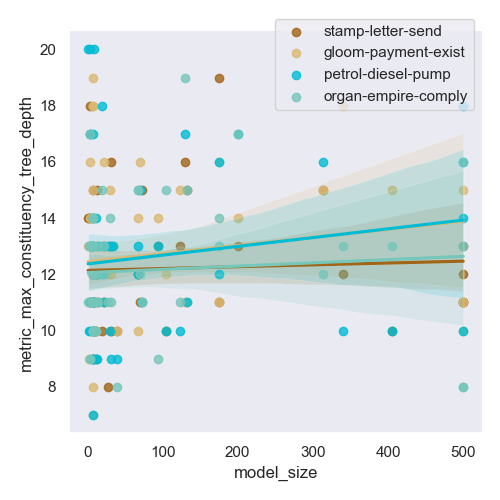 stamp-letter-send
gloom-payment-exist
petrol-diesel-pump
organ-empire-comply
metric_max_constituency_tree_depth
20
18
16
14
12
10
8
0
100
200
300
400
500
model_size